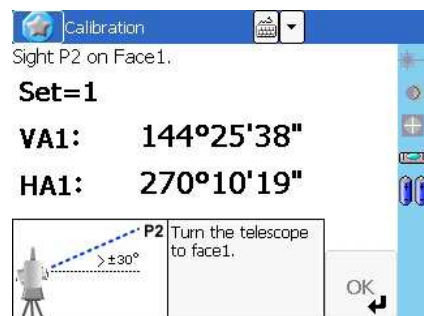 Calibration
Sight P2 on Face1.
Set=1
VA1: 144°25'38"
HA1: 270°10'19"
P2
>±30°
Turn the telescope
to face1.
OK